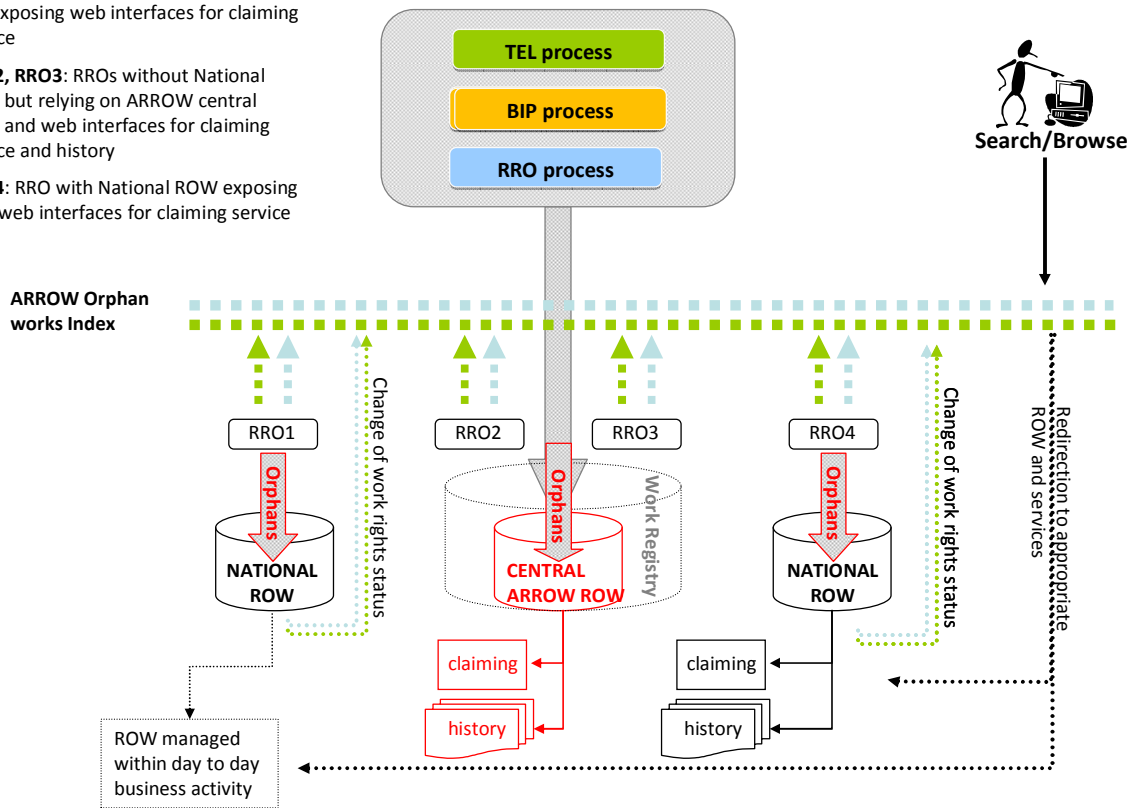 xposing web interfaces for claiming
ce
2, RRO3: RROs without National
but relying on ARROW central
and web interfaces for claiming
ce and history
4: RRO with National ROW exposing
web interfaces for claiming service
TEL process
BIP process
RRO process
Search/Browse
ARROW Orphan
works Index
RRO1
RRO2
RRO3
RRO4
Change of work rights status
Change of work rights status
Redirection to appropriate
ROW and services
Orphans
Orphans
Orphans
Work Registry
NATIONAL
ROW
CENTRAL
ARROW ROW
NATIONAL
ROW
claiming
claiming
history
history
ROW managed
within day to day
business activity